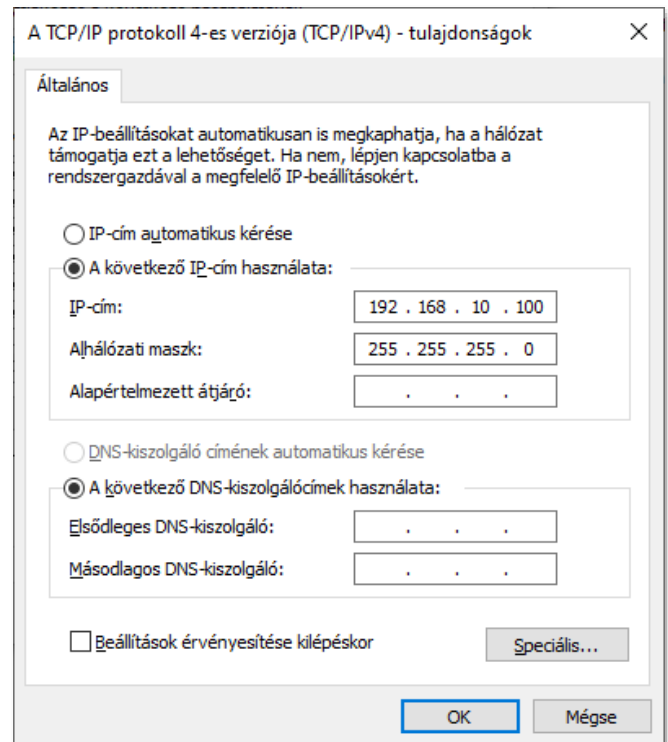 A TCP/IP protokoll 4-es verziója (TCP/IPv4) - tulajdonságok
Általános
Az IP-beállításokat automatikusan is megkaphatja, ha a hálózat
támogatja ezt a lehetőséget. Ha nem, lépjen kapcsolatba a
rendszergazdával a megfelelő IP-beállításokért.
IP-cím automatikus kérése
A következő IP-cím használata:
IP-cím: 192 . 168 . 10 . 100
Alhálózati maszk: 255 . 255 . 255 . 0
Alapértelmezett átjáró: . . .
DNS-kiszolgáló címének automatikus kérése
A következő DNS-kiszolgálócímek használata:
Elsődleges DNS-kiszolgáló: . . .
Másodlagos DNS-kiszolgáló: . . .
Beállítások érvényesítése kilépéskor
Speciális...
OK Mégse